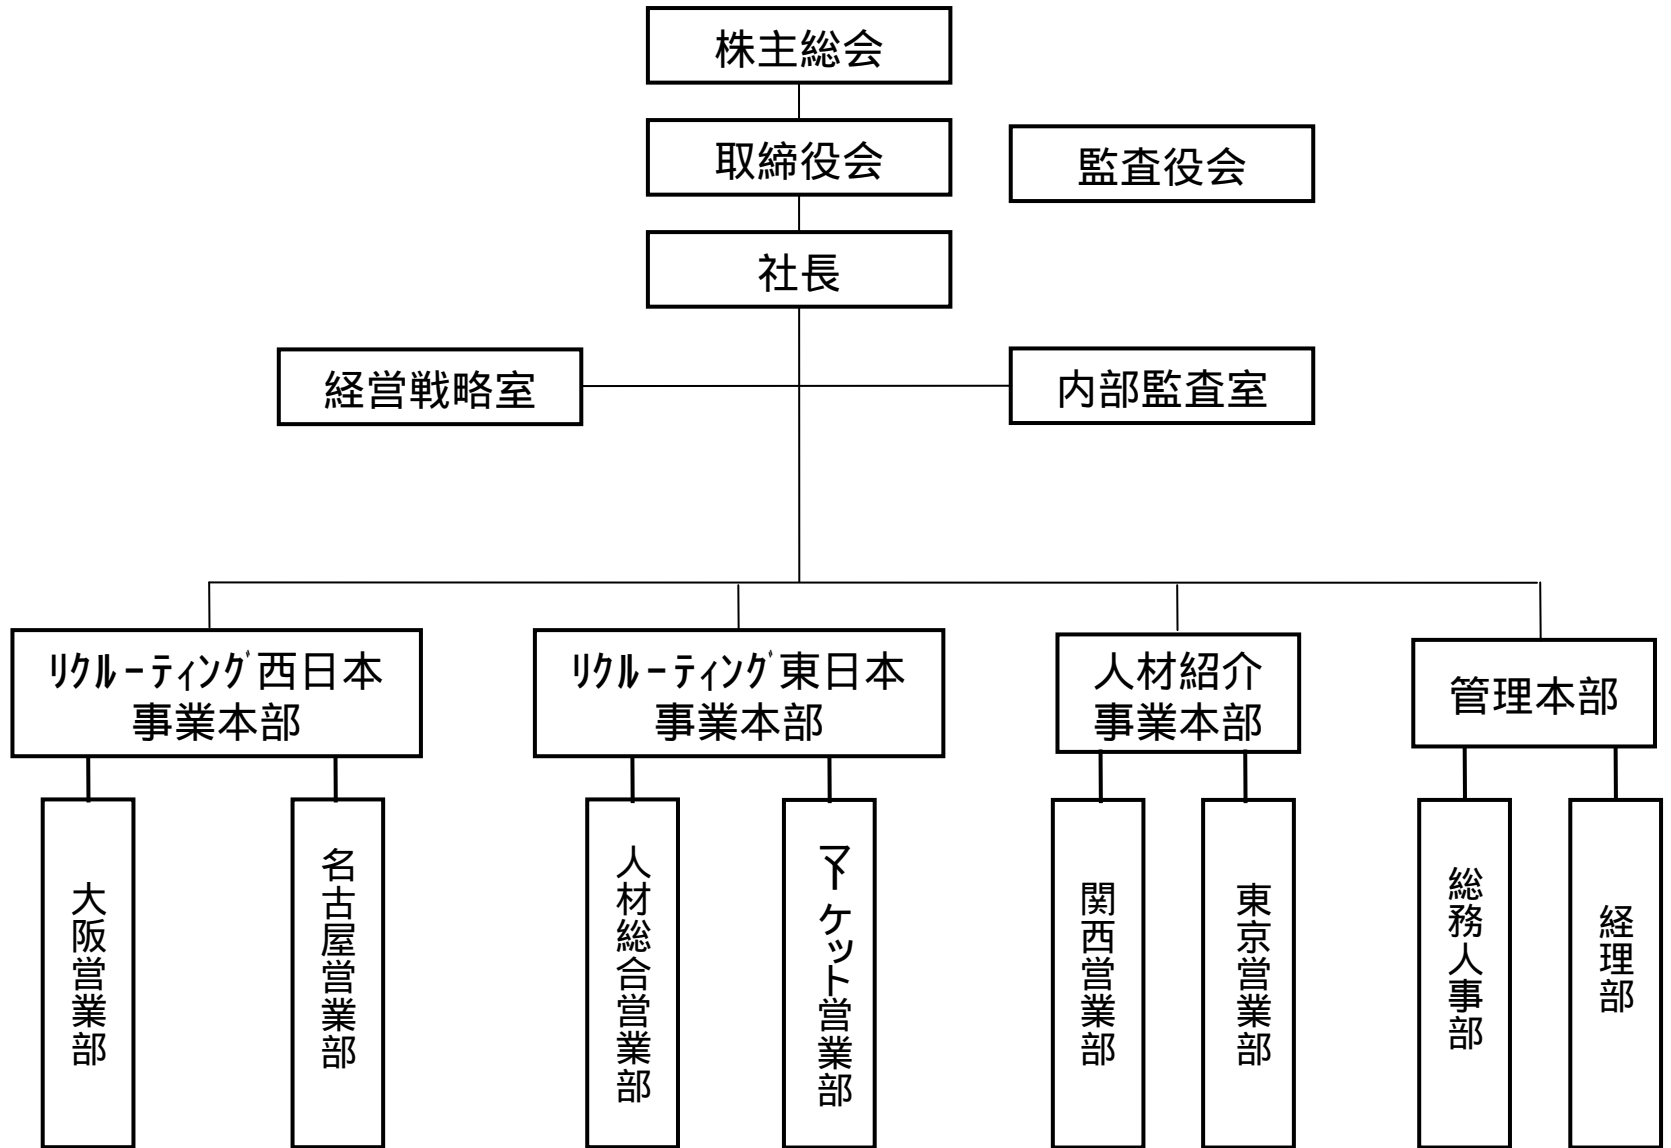 株主総会
取締役会
監査役会
社長
経営戦略室
内部監査室
ﾘｸﾙｰﾃｨﾝｸﾞ西日本
事業本部
ﾘｸﾙｰﾃｨﾝｸﾞ東日本
事業本部
人材紹介
事業本部
管理本部
大阪営業部
名古屋営業部
人材総合営業部
マーケット営業部
関西営業部
東京営業部
総務人事部
経理部